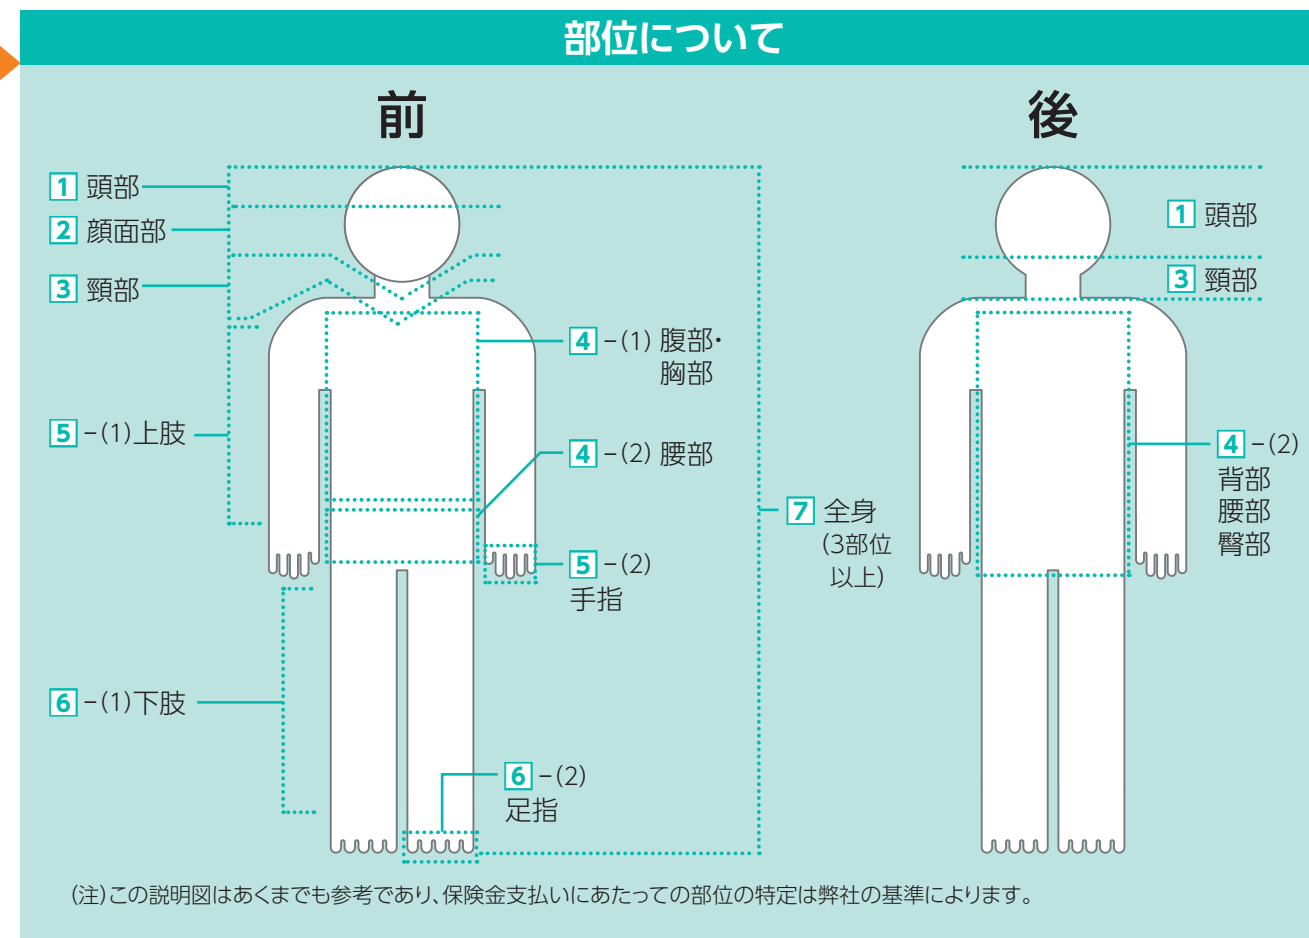 部位について
前
1 頭部
2 顔面部
3 頸部
4 −(1) 腹部・
胸部
5 −(1)上肢
4 −(2) 腰部
7 全身
(3部位
以上)
5 −(2)
手指
6 −(1)下肢
6 −(2)
足指
後
1 頭部
3 頸部
4 −(2)
背部
腰部
臀部
(注)この説明図はあくまでも参考であり、保険金支払いにあたっての部位の特定は弊社の基準によります。